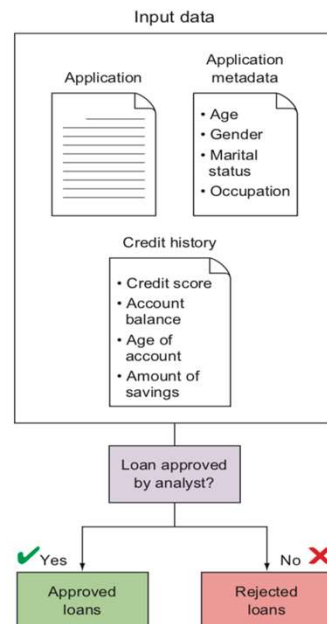 Input data
Application
Application
metadata
• Age
• Gender
• Marital
status
• Occupation
Credit history
• Credit score
• Account
balance
• Age of
account
• Amount of
savings
Loan approved
by analyst?
Yes
No
Approved
loans
Rejected
loans